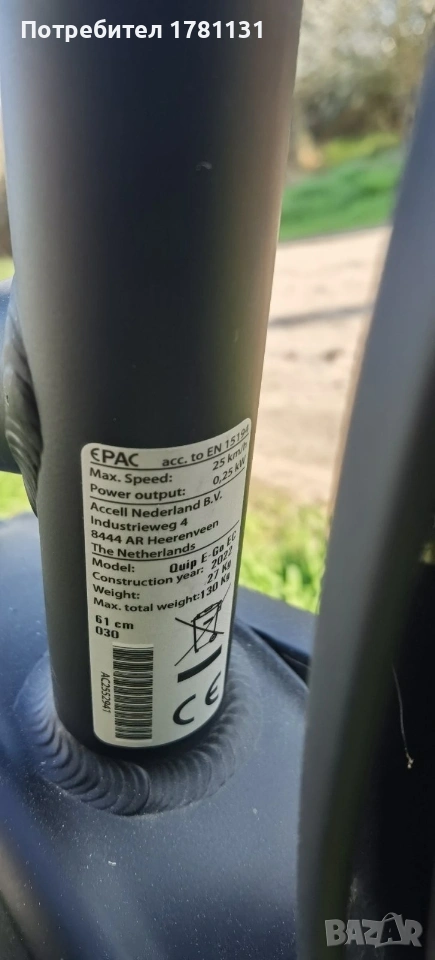 Потребител 1781131
EPAC acc. to EN 15194
Max. Speed: 25 km/h
Power output: 0,25 kW
Accell Nederland B.V.
Industrieweg 4
8444 AR Heerenveen
The Netherlands
Model: Quip E-Go EC
Construction year: 2022
Weight: 27 Kg
Max. total weight: 130 Kg
61 cm
030
AC2552941
CE
BAZAR